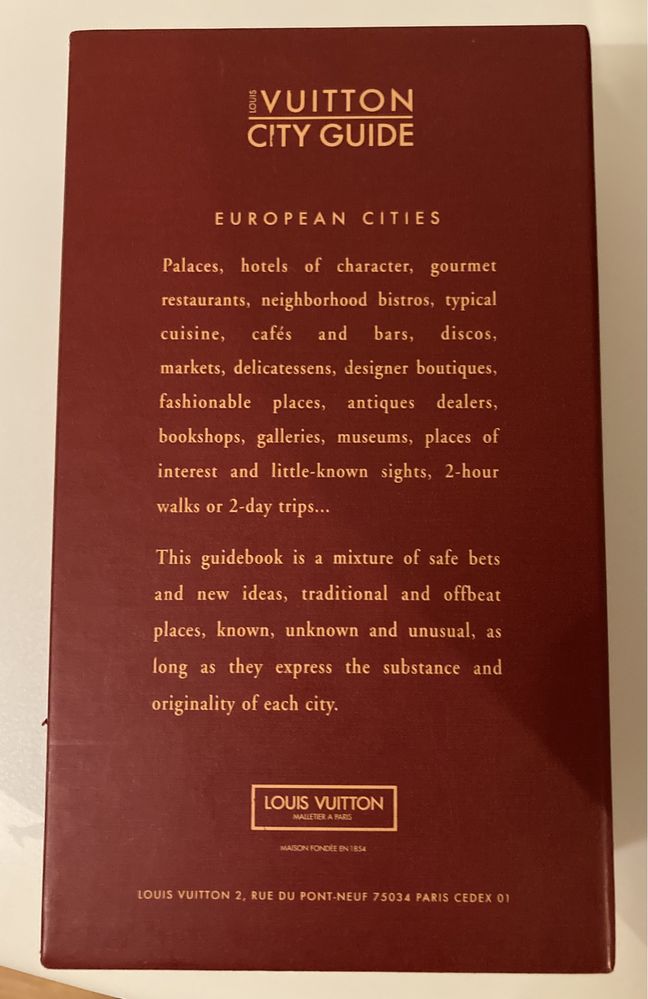 LOUIS VUITTON
CITY GUIDE
EUROPEAN CITIES
Palaces, hotels of character, gourmet
restaurants, neighborhood bistros, typical
cuisine, cafés and bars, discos,
markets, delicatessens, designer boutiques,
fashionable places, antiques dealers,
bookshops, galleries, museums, places of
interest and little-known sights, 2-hour
walks or 2-day trips...
This guidebook is a mixture of safe bets
and new ideas, traditional and offbeat
places, known, unknown and unusual, as
long as they express the substance and
originality of each city.
LOUIS VUITTON
MALLETIER A PARIS
MAISON FONDÉE EN 1854
LOUIS VUITTON 2, RUE DU PONT-NEUF 75034 PARIS CEDEX 01